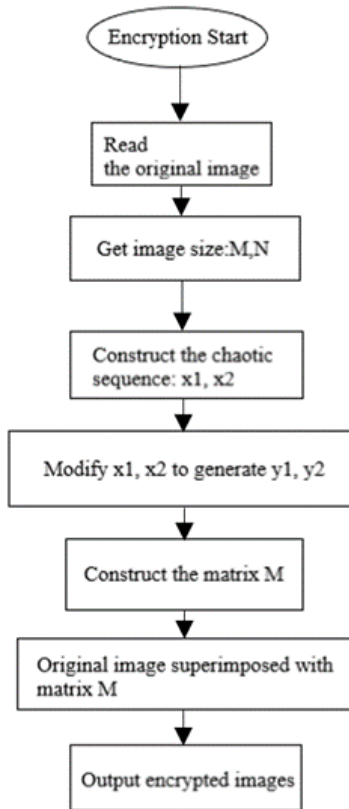 Encryption Start
Read
the original image
Get image size:M,N
Construct the chaotic
sequence: x1, x2
Modify x1, x2 to generate y1, y2
Construct the matrix M
Original image superimposed with
matrix M
Output encrypted images